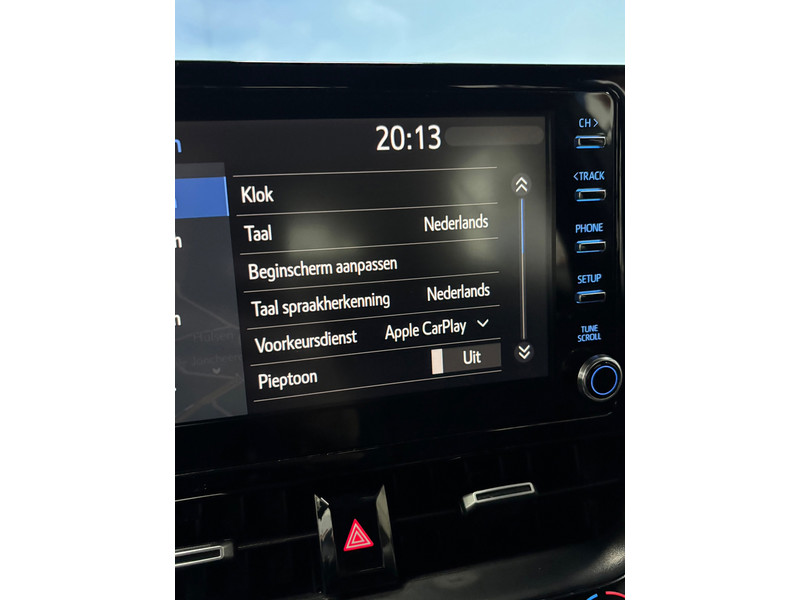 20:13
Klok
Taal Nederlands
Beginscherm aanpassen
Taal spraakherkenning Nederlands
Voorkeursdienst Apple CarPlay
Pieptoon Uit
CH >
< TRACK
PHONE
SETUP
TUNE
SCROLL